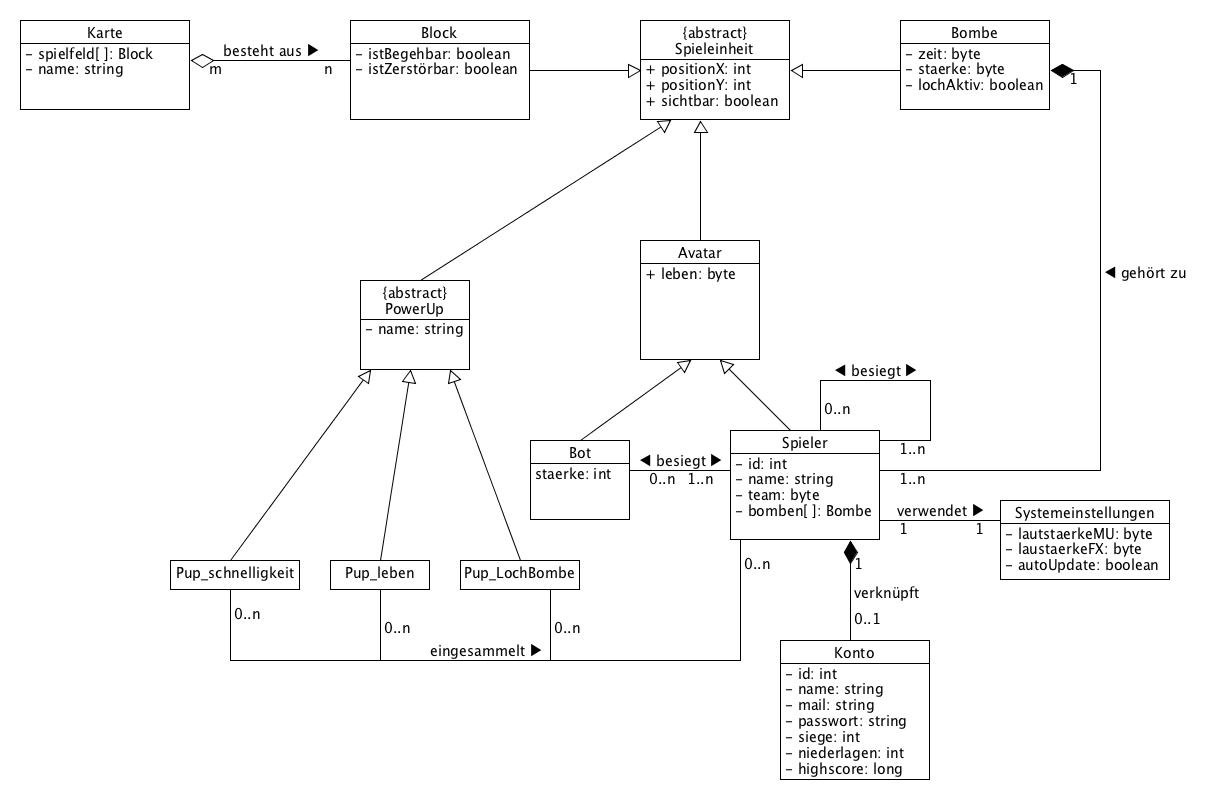 Karte
– spielfeld[ ]: Block
– name: string
besteht aus ▶
m
n
Block
– istBegehbar: boolean
– istZerstörbar: boolean
{abstract}
Spieleinheit
+ positionX: int
+ positionY: int
+ sichtbar: boolean
Bombe
– zeit: byte
– staerke: byte
– lochAktiv: boolean
1
◀ gehört zu
Avatar
+ leben: byte
{abstract}
PowerUp
– name: string
◀ besiegt ▶
0..n
1..n
Bot
staerke: int
◀ besiegt ▶
0..n
1..n
Spieler
– id: int
– name: string
– team: byte
– bomben[ ]: Bombe
1..n
verwendet ▶
1
1
Systemeinstellungen
– lautstaerkeMU: byte
– laustaerkeFX: byte
– autoUpdate: boolean
Pup_schnelligkeit
Pup_leben
Pup_LochBombe
0..n
0..n
0..n
0..n
eingesammelt ▶
1
verknüpft
0..1
Konto
– id: int
– name: string
– mail: string
– passwort: string
– siege: int
– niederlagen: int
– highscore: long